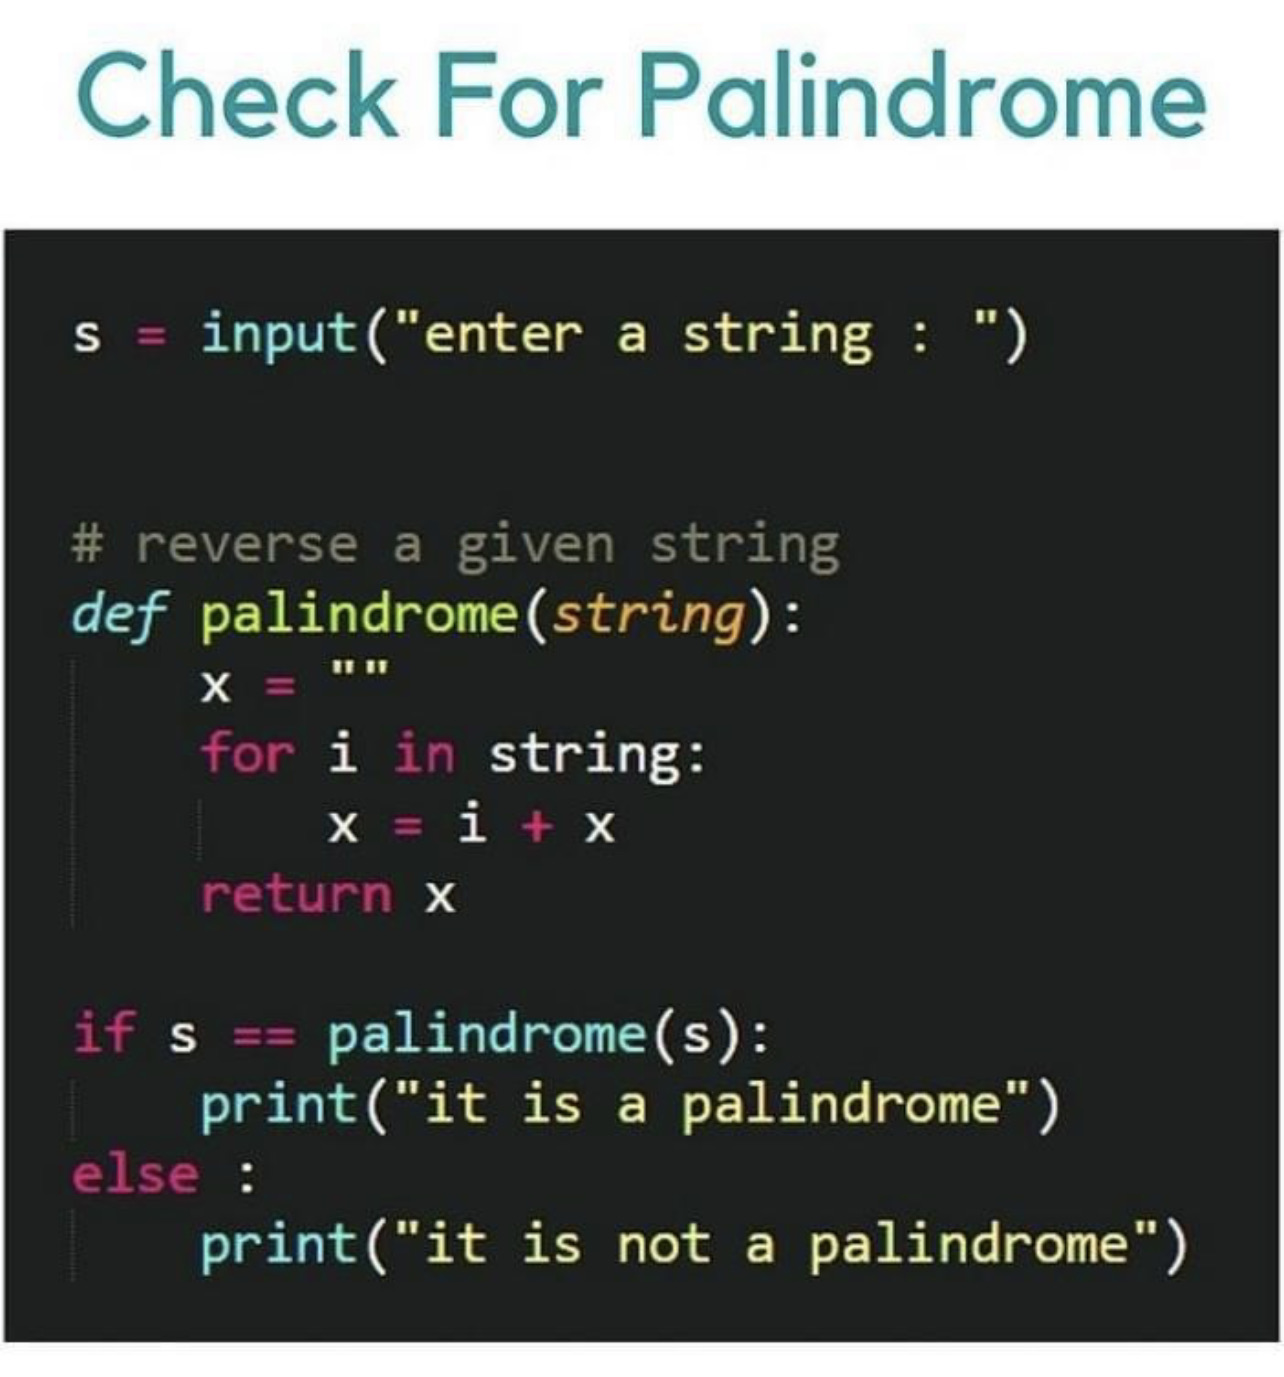 Check For Palindrome
s = input("enter a string : ")
# reverse a given string
def palindrome(string):
    x = ""
    for i in string:
        x = i + x
    return x
if s == palindrome(s):
    print("it is a palindrome")
else :
    print("it is not a palindrome")